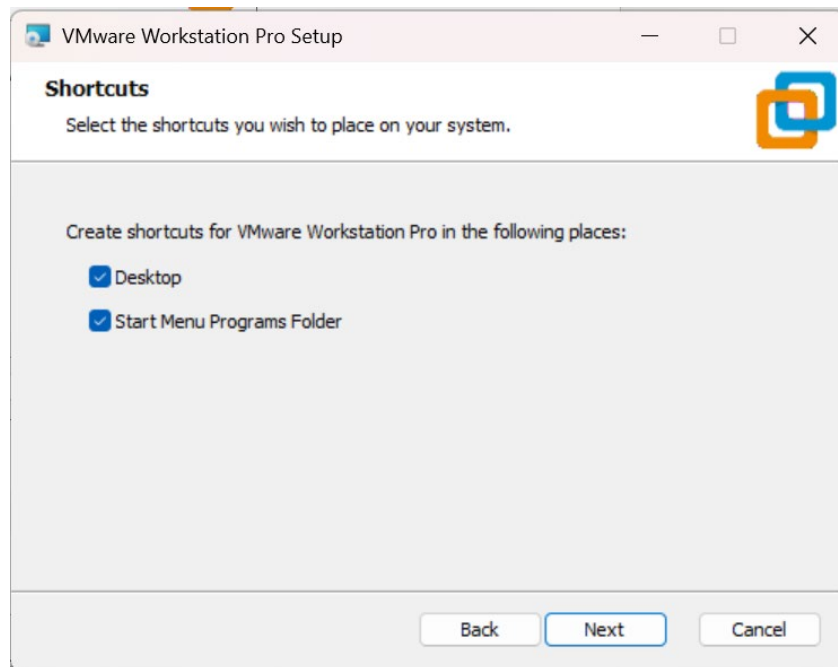 VMware Workstation Pro Setup
Shortcuts
Select the shortcuts you wish to place on your system.
Create shortcuts for VMware Workstation Pro in the following places:
Desktop
Start Menu Programs Folder
Back Next Cancel